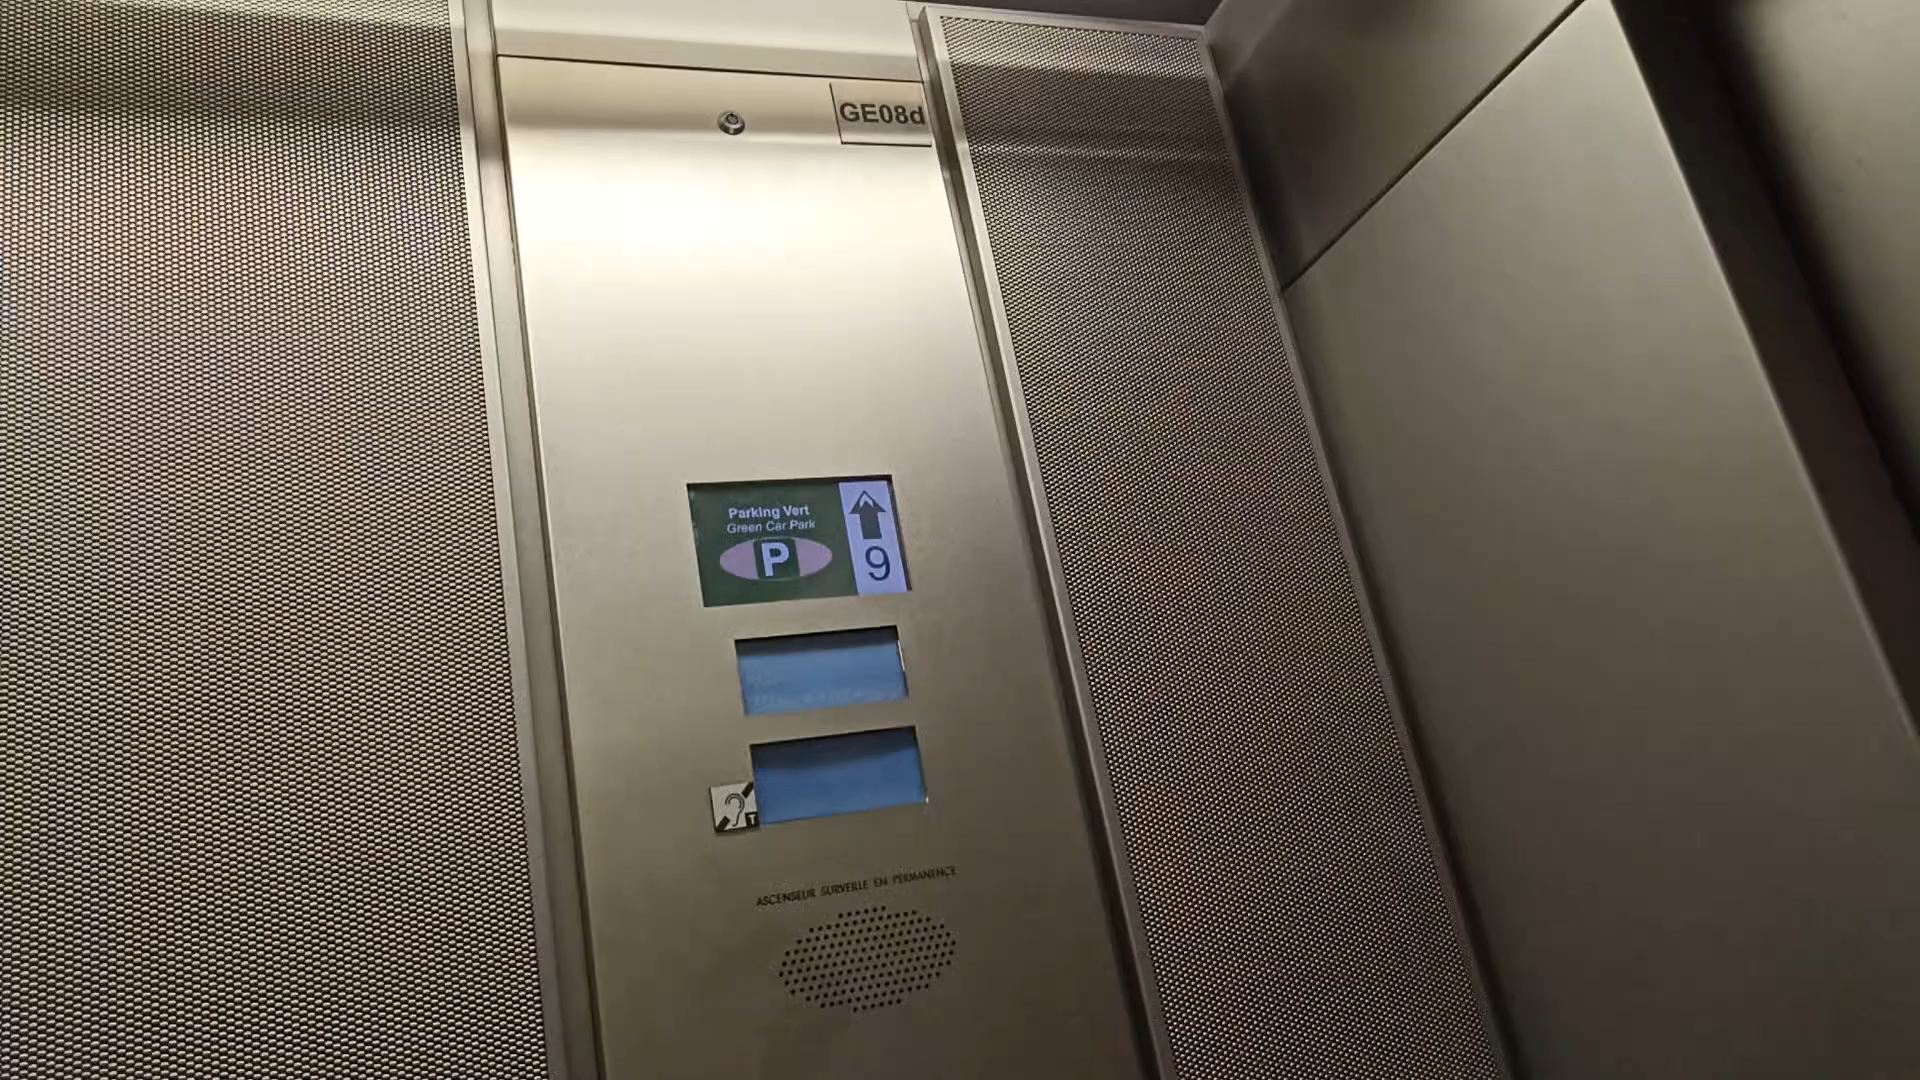 GE08d
Parking Vert
Green Car Park
P
9
T
ASCENSEUR SURVEILLE EN PERMANENCE